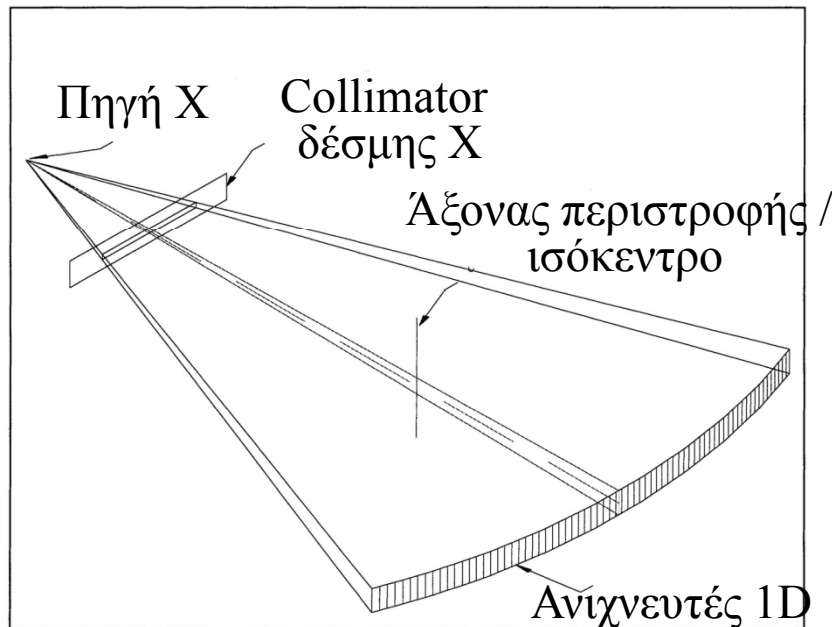 Πηγή X
Collimator
δέσμης X
Άξονας περιστροφής /
ισόκεντρο
Ανιχνευτές 1D